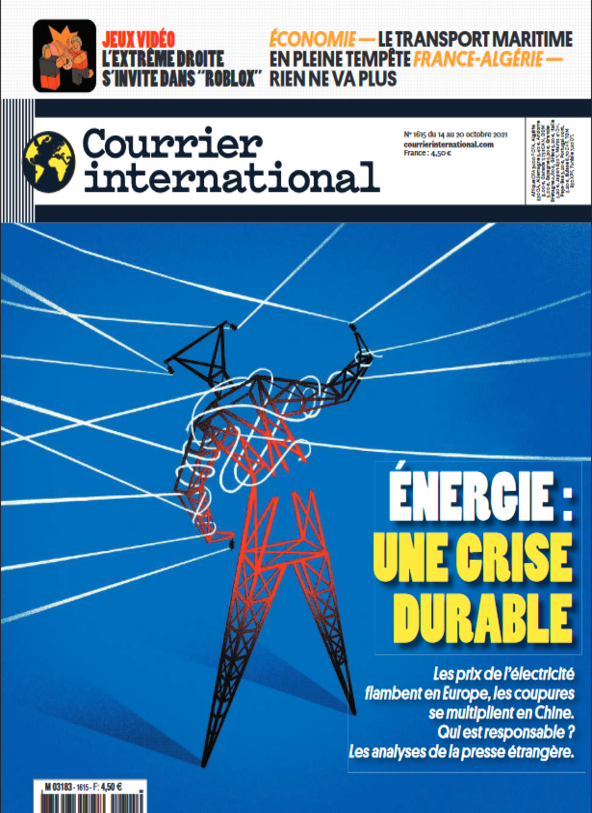 JEUX VIDÉO
L'EXTRÊME DROITE
S'INVITE DANS "ROBLOX"
ÉCONOMIE — LE TRANSPORT MARITIME
EN PLEINE TEMPÊTE FRANCE-ALGÉRIE —
RIEN NE VA PLUS
Courrier
international
N° 1615 du 14 au 20 octobre 2021
courrierinternational.com
France : 4,50 €
ÉNERGIE :
UNE CRISE
DURABLE
Les prix de l'électricité
flambent en Europe, les coupures
se multiplient en Chine.
Qui est responsable ?
Les analyses de la presse étrangère.
M 03183 - 1615 - F: 4,50 €